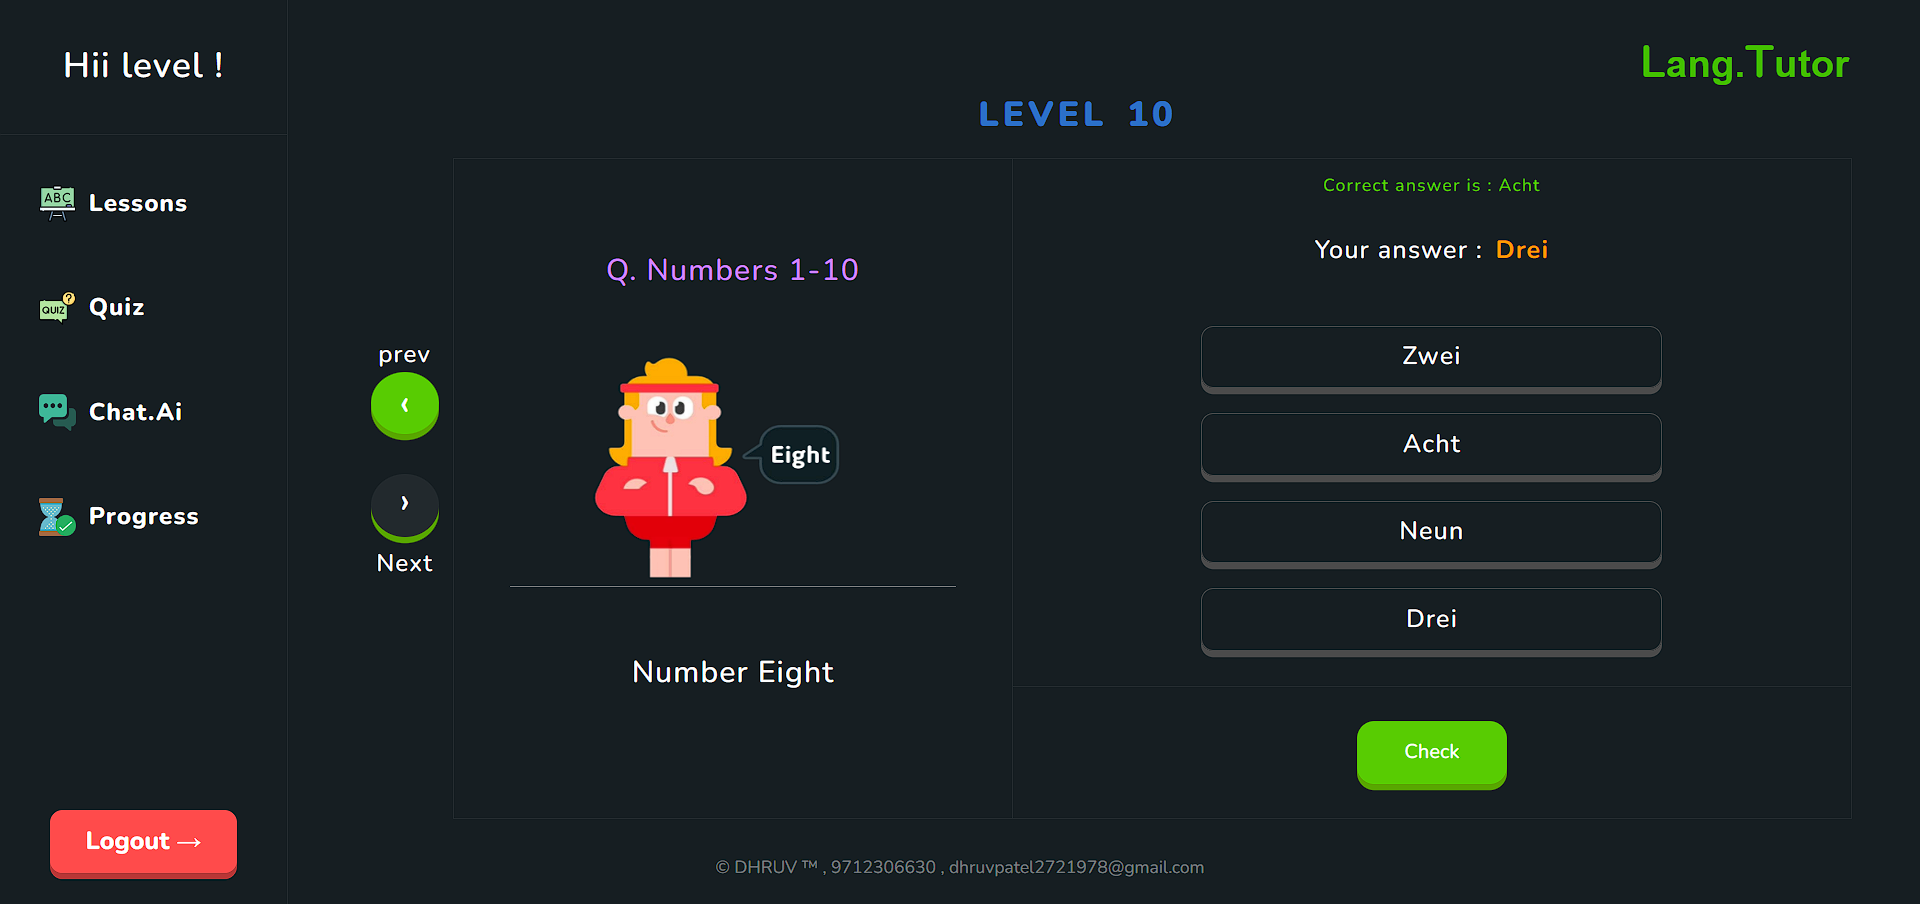 Hii level !
Lang.Tutor
LEVEL 10
ABC
Lessons
QUIZ ?
Quiz
Chat.Ai
Progress
Logout →
prev
‹
›
Next
Q. Numbers 1-10
Eight
Number Eight
Correct answer is : Acht
Your answer : Drei
Zwei
Acht
Neun
Drei
Check
© DHRUV ™ , 9712306630 , dhruvpatel2721978@gmail.com